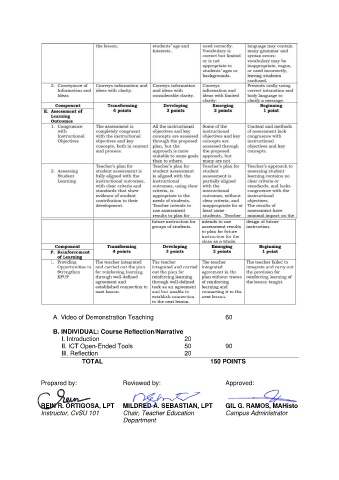 the lesson. students' age and interests. used correctly. Vocabulary is correct but limited or is not appropriate to students' ages or backgrounds. language may contain many grammar and syntax errors; vocabulary may be inappropriate, vague, or used incorrectly, leaving students confused.
2. Conveyance of Information and Ideas Conveys information and ideas with clarity. Conveys information and ideas with considerable clarity. Conveys information and ideas with limited clarity. Presents orally using correct intonation and body language to clarify a message.
Component Transforming 4 points Developing 3 points Emerging 2 points Beginning 1 point
E. Assessment of Learning Outcomes
1. Congruence with Instructional Objectives The assessment is completely congruent with the instructional objectives and key concepts, both in content and process. All the instructional objectives and key concepts are assessed through the proposed plan, but the approach is more suitable to some goals than to others. Some of the instructional objectives and key concepts are assessed through the proposed approach, but many are not. Content and methods of assessment lack congruence with instructional objectives and key concepts.
2. Assessing Student Learning Teacher's plan for student assessment is fully aligned with the instructional outcomes, with clear criteria and standards that show evidence of student contribution to their development. Teacher's plan for student assessment is aligned with the instructional outcomes, using clear criteria, is appropriate to the needs of students. Teacher intends to use assessment results to plan for future instruction for groups of students. Teacher's plan for student assessment is partially aligned with the instructional outcomes, without clear criteria, and inappropriate for at least some students. Teacher intends to use assessment results to plan for future instruction for the class as a whole. Teacher's approach to assessing student learning contains no clear criteria or standards, and lacks congruence with the instructional objectives. The results of assessment have minimal impact on the design of future instruction.
Component Transforming 4 points Developing 3 points Emerging 2 points Beginning 1 point
F. Reinforcement of Learning
1. Providing Opportunities to Strengthen KPUP The teacher integrated and carried out the plan for reinforcing learning through well-defined agreement and established connection to next lesson. The teacher integrated and carried out the plan for reinforcing learning through well-defined task as an agreement and but unable to establish connection to the next lesson. The teacher integrated agreement in the plan without traces of reinforcing learning and connecting it to the next lesson. The teacher failed to integrate and carry out the provision for reinforcing learning of the lesson taught.
A. Video of Demonstration Teaching 60
B. INDIVIDUAL: Course Reflection/Narrative
I. Introduction 20
II. ICT Open-Ended Tools 50 90
III. Reflection 20
TOTAL 150 POINTS
Prepared by: Reviewed by: Approved:
REIN R. ORTIGOSA, LPT MILDRED A. SEBASTIAN, LPT GIL G. RAMOS, MAHisto
Instructor, CvSU 101 Chair, Teacher Education Campus Administrator
Department